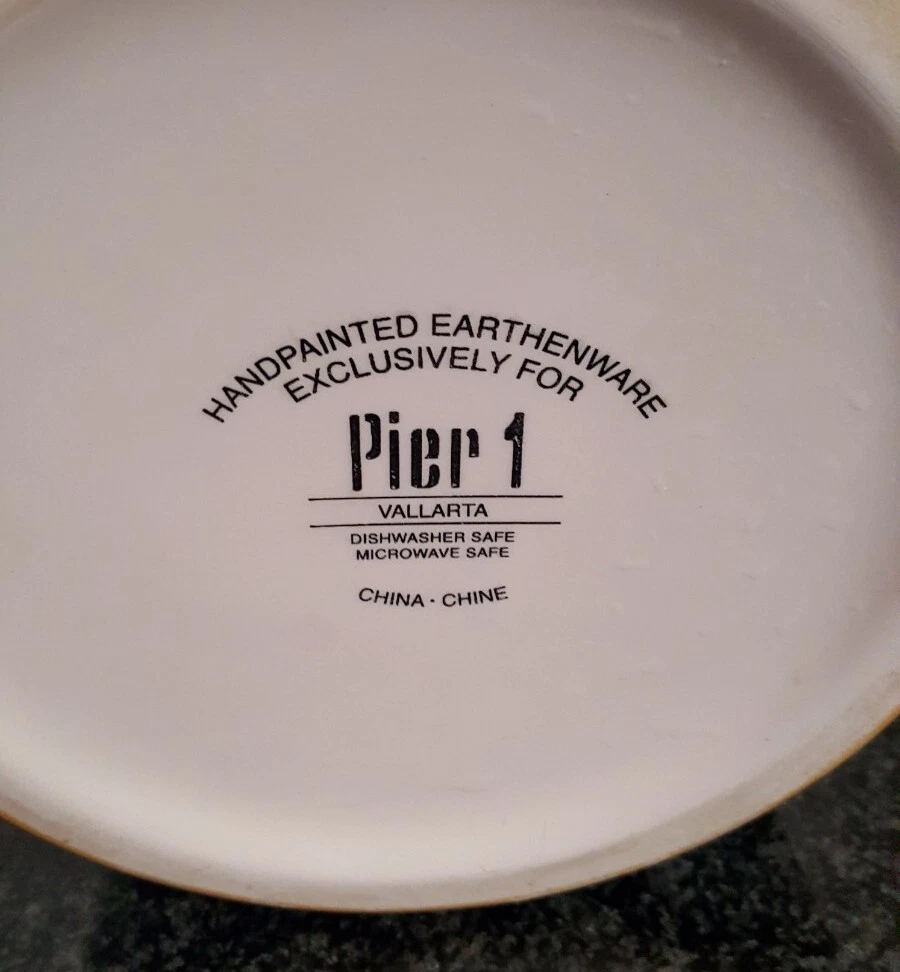 HANDPAINTED EARTHENWARE
EXCLUSIVELY FOR
Pier 1
VALLARTA
DISHWASHER SAFE
MICROWAVE SAFE
CHINA · CHINE